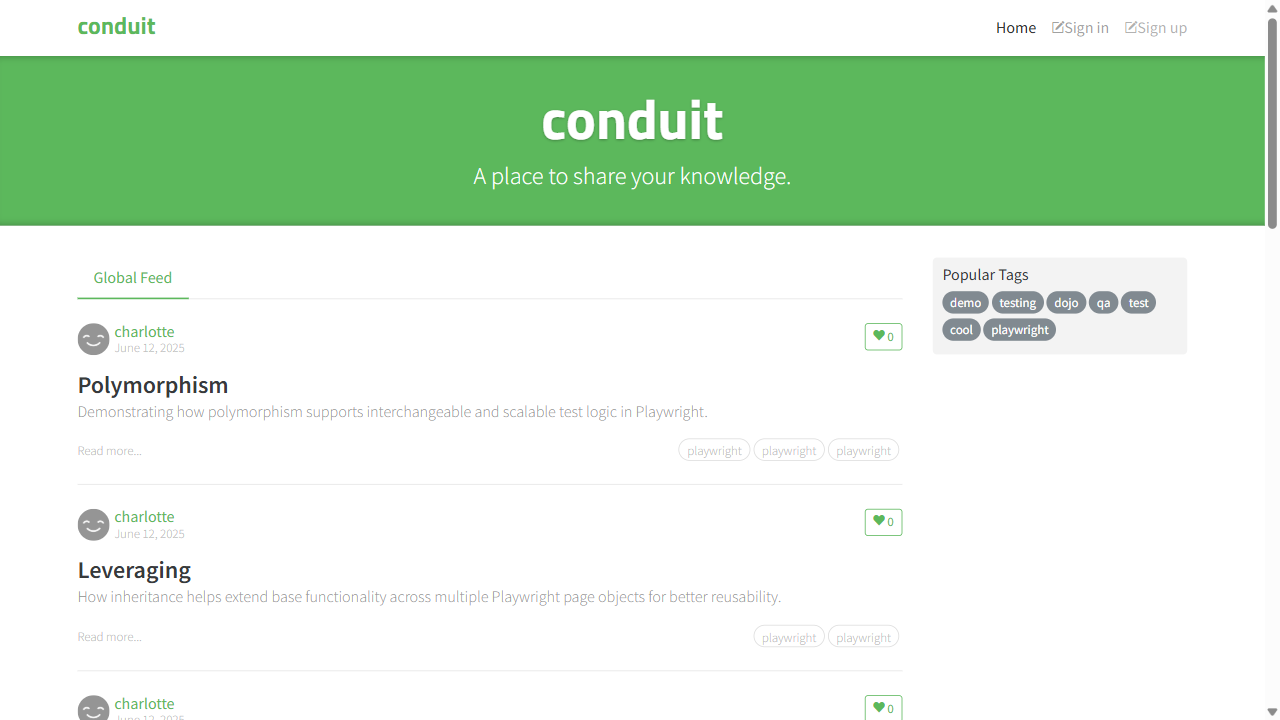 conduit
Home Sign in Sign up
conduit
A place to share your knowledge.
Global Feed
charlotte
June 12, 2025
0
Polymorphism
Demonstrating how polymorphism supports interchangeable and scalable test logic in Playwright.
Read more...
playwright playwright playwright
charlotte
June 12, 2025
0
Leveraging
How inheritance helps extend base functionality across multiple Playwright page objects for better reusability.
Read more...
playwright playwright
charlotte
June 12, 2025
0
Popular Tags
demo testing dojo qa test
cool playwright